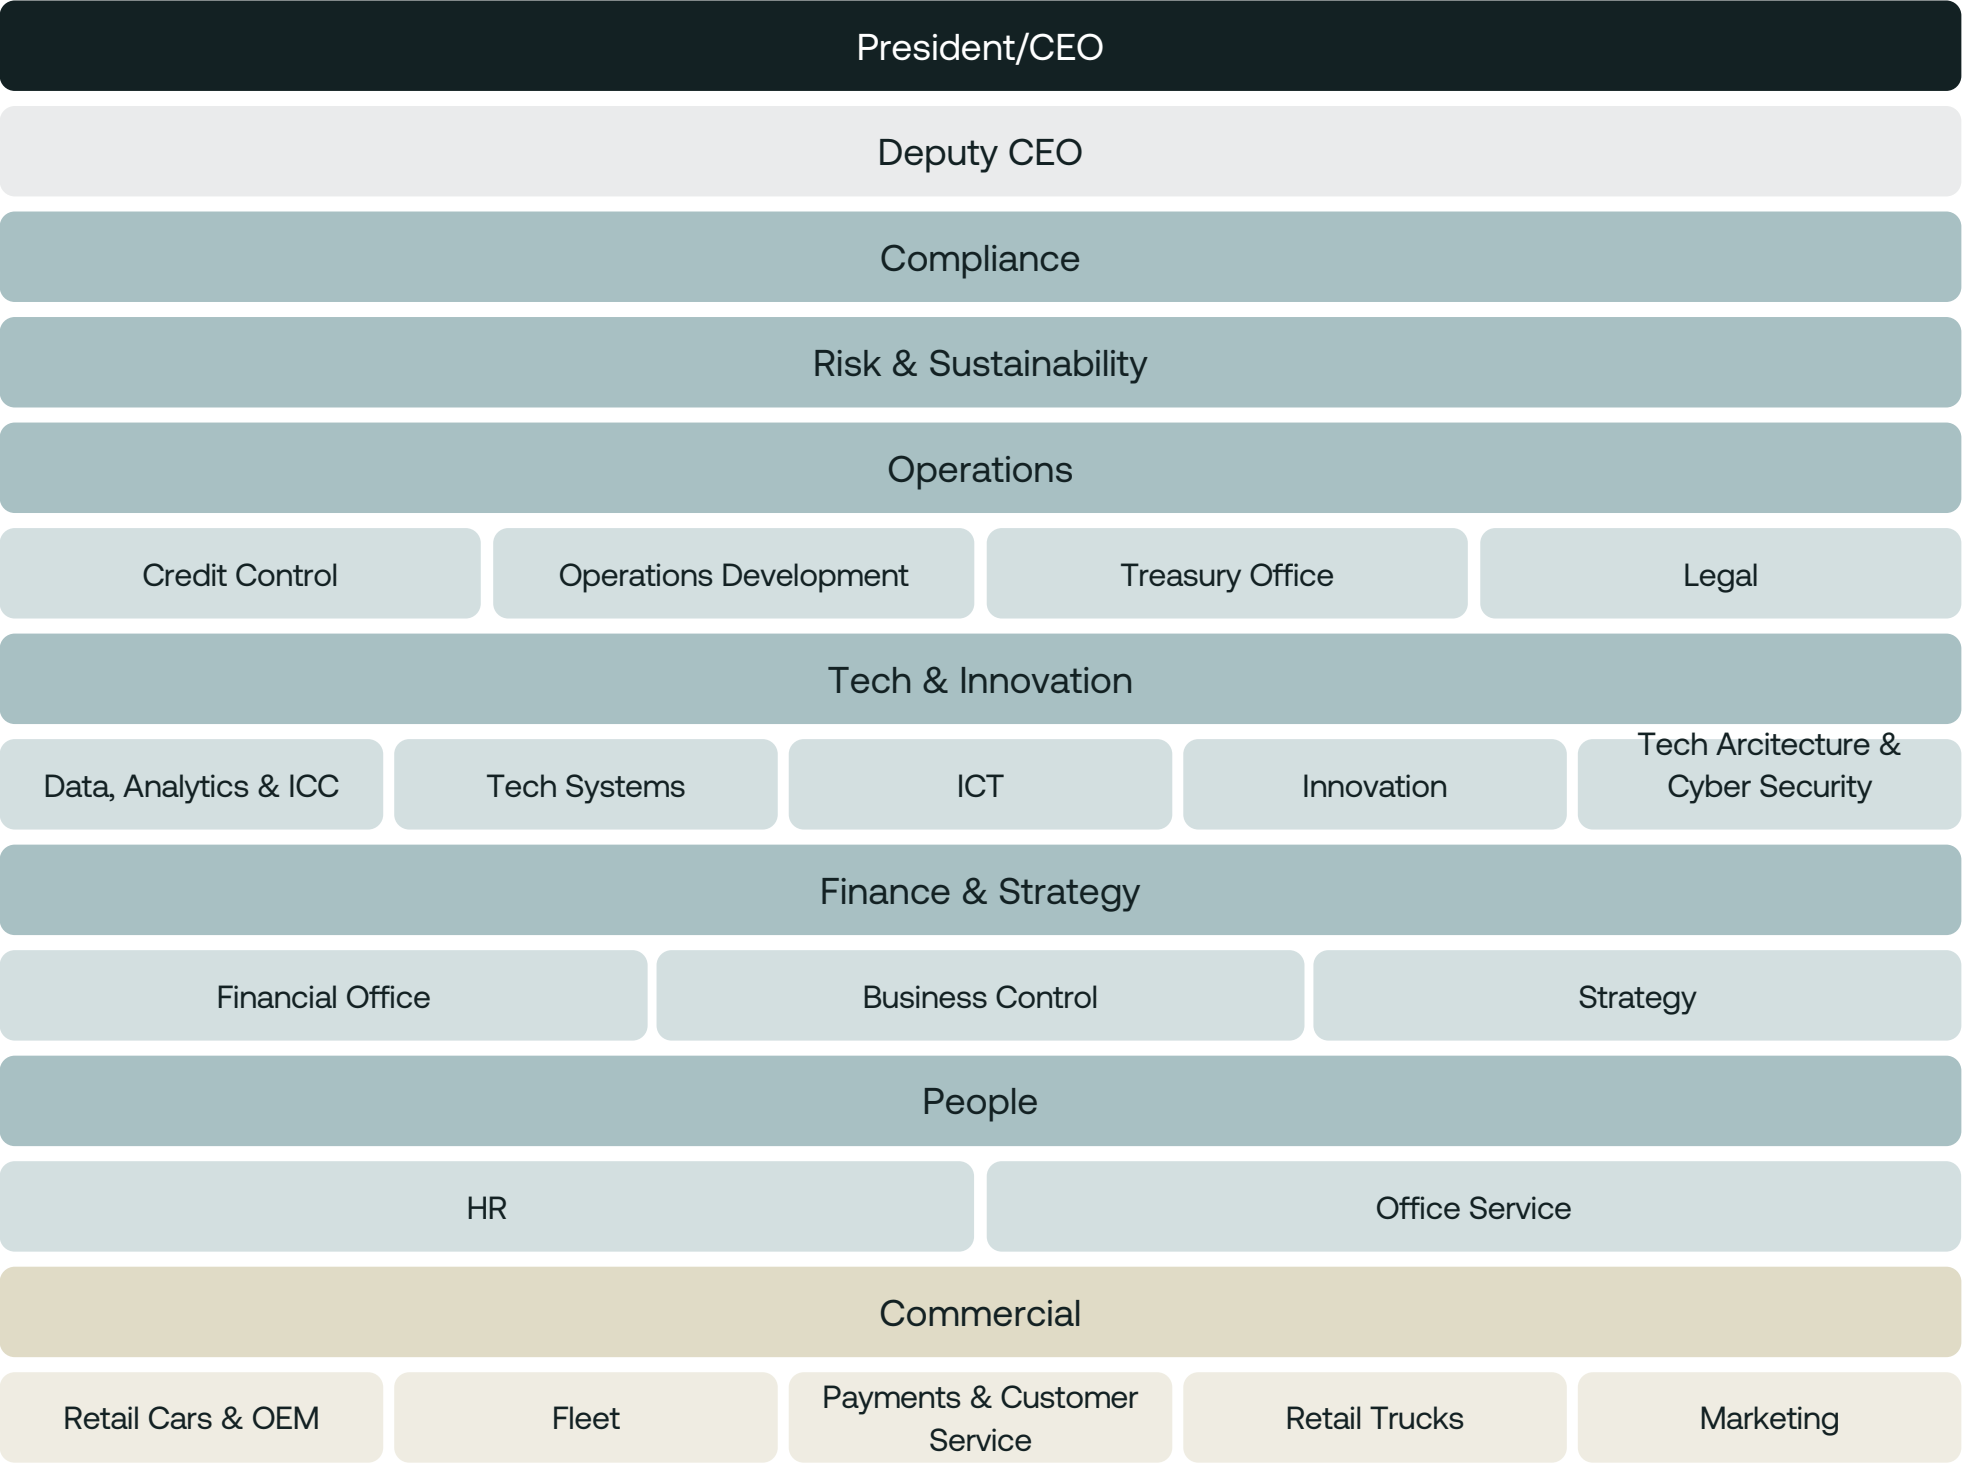 President/CEO
Deputy CEO
Compliance
Risk & Sustainability
Operations
Credit Control
Operations Development
Treasury Office
Legal
Tech & Innovation
Data, Analytics & ICC
Tech Systems
ICT
Innovation
Tech Arcitecture &
Cyber Security
Finance & Strategy
Financial Office
Business Control
Strategy
People
HR
Office Service
Commercial
Retail Cars & OEM
Fleet
Payments & Customer
Service
Retail Trucks
Marketing